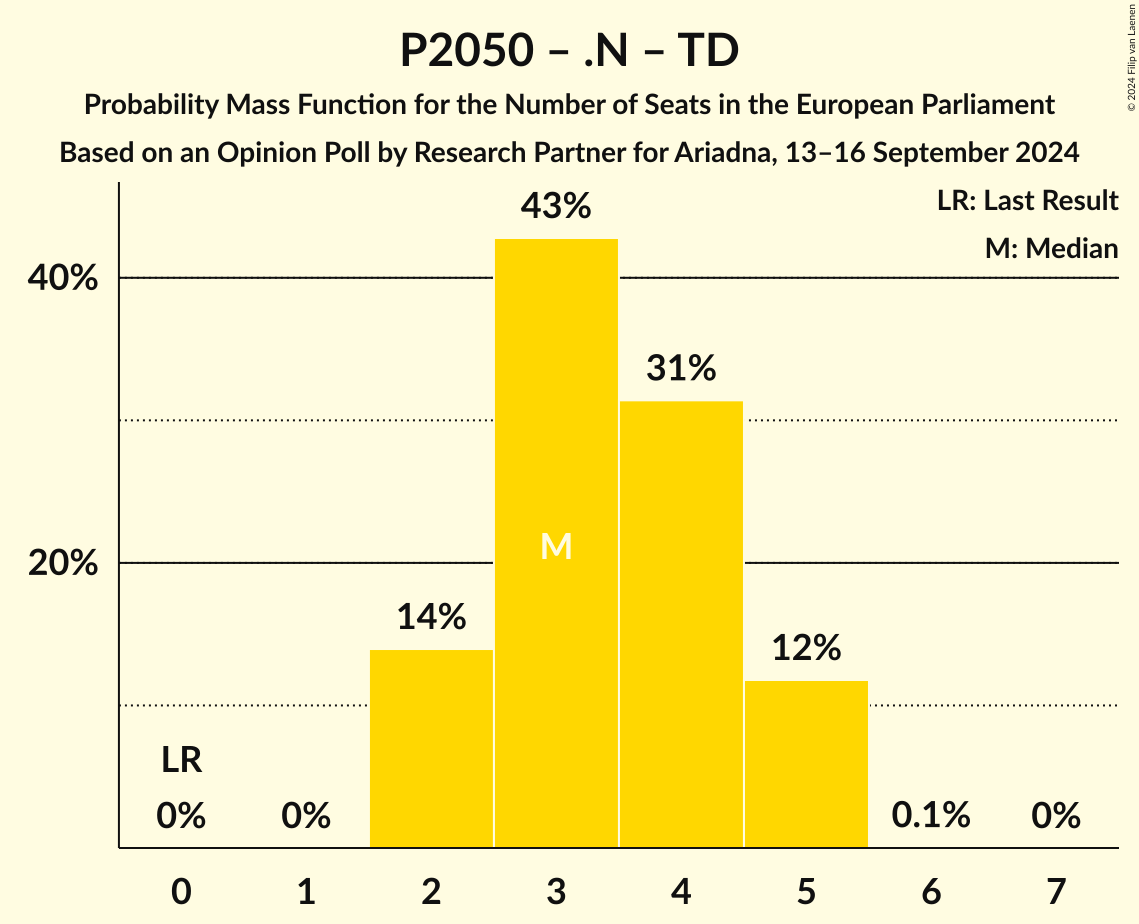 P2050 – .N – TD
Probability Mass Function for the Number of Seats in the European Parliament
Based on an Opinion Poll by Research Partner for Ariadna, 13–16 September 2024
© 2024 Filip van Laenen
LR: Last Result
M: Median
43%
40%
31%
M
20%
14%
12%
LR
0%
0%
0.1%
0%
0 1 2 3 4 5 6 7